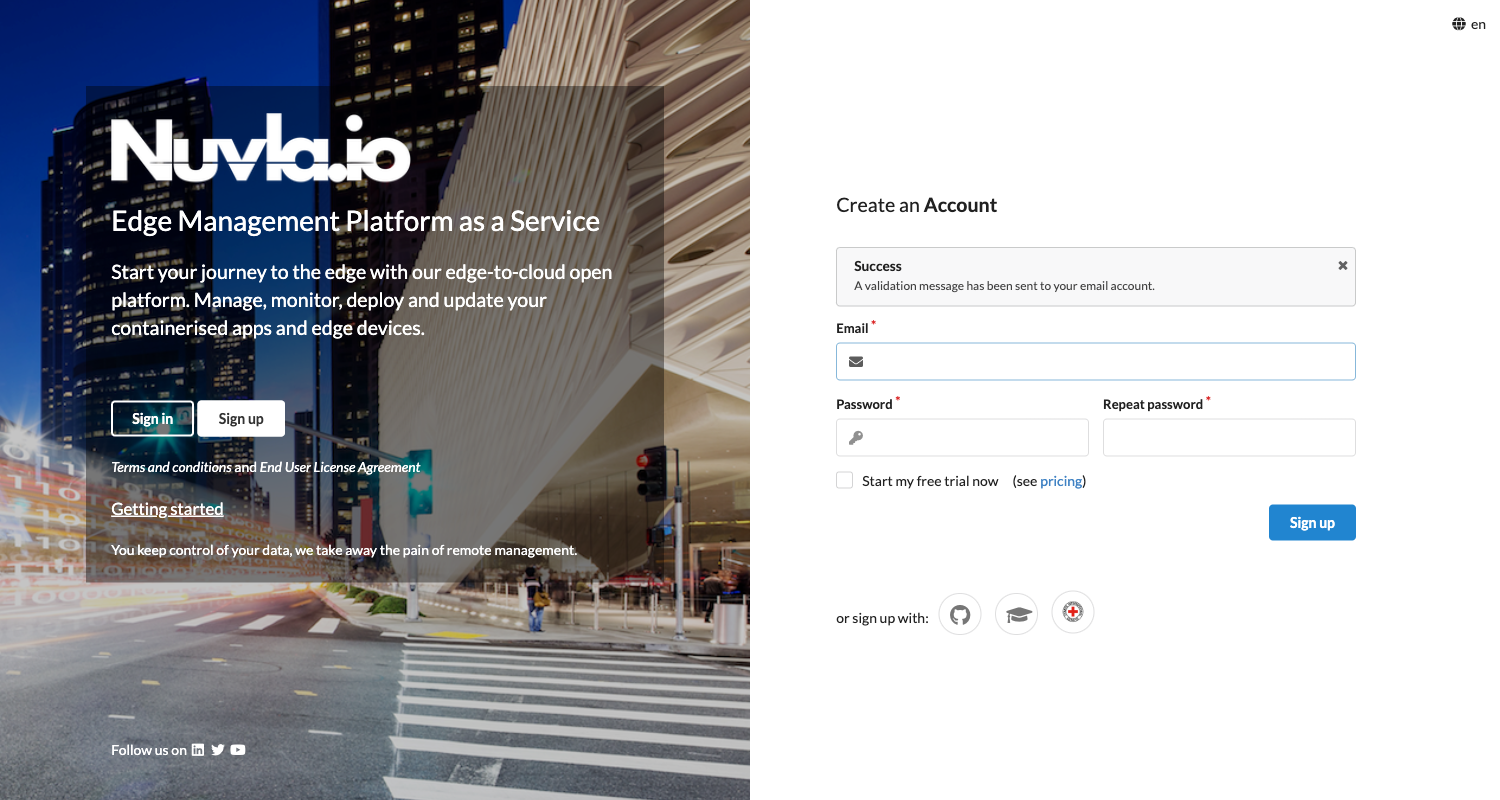 Nuvla.io
Edge Management Platform as a Service
Start your journey to the edge with our edge-to-cloud open
platform. Manage, monitor, deploy and update your
containerised apps and edge devices.
Sign in
Sign up
Terms and conditions and End User License Agreement
Getting started
You keep control of your data, we take away the pain of remote management.
Follow us on
en
Create an Account
Success
A validation message has been sent to your email account.
Email *
Password *
Repeat password *
Start my free trial now (see pricing)
Sign up
or sign up with: